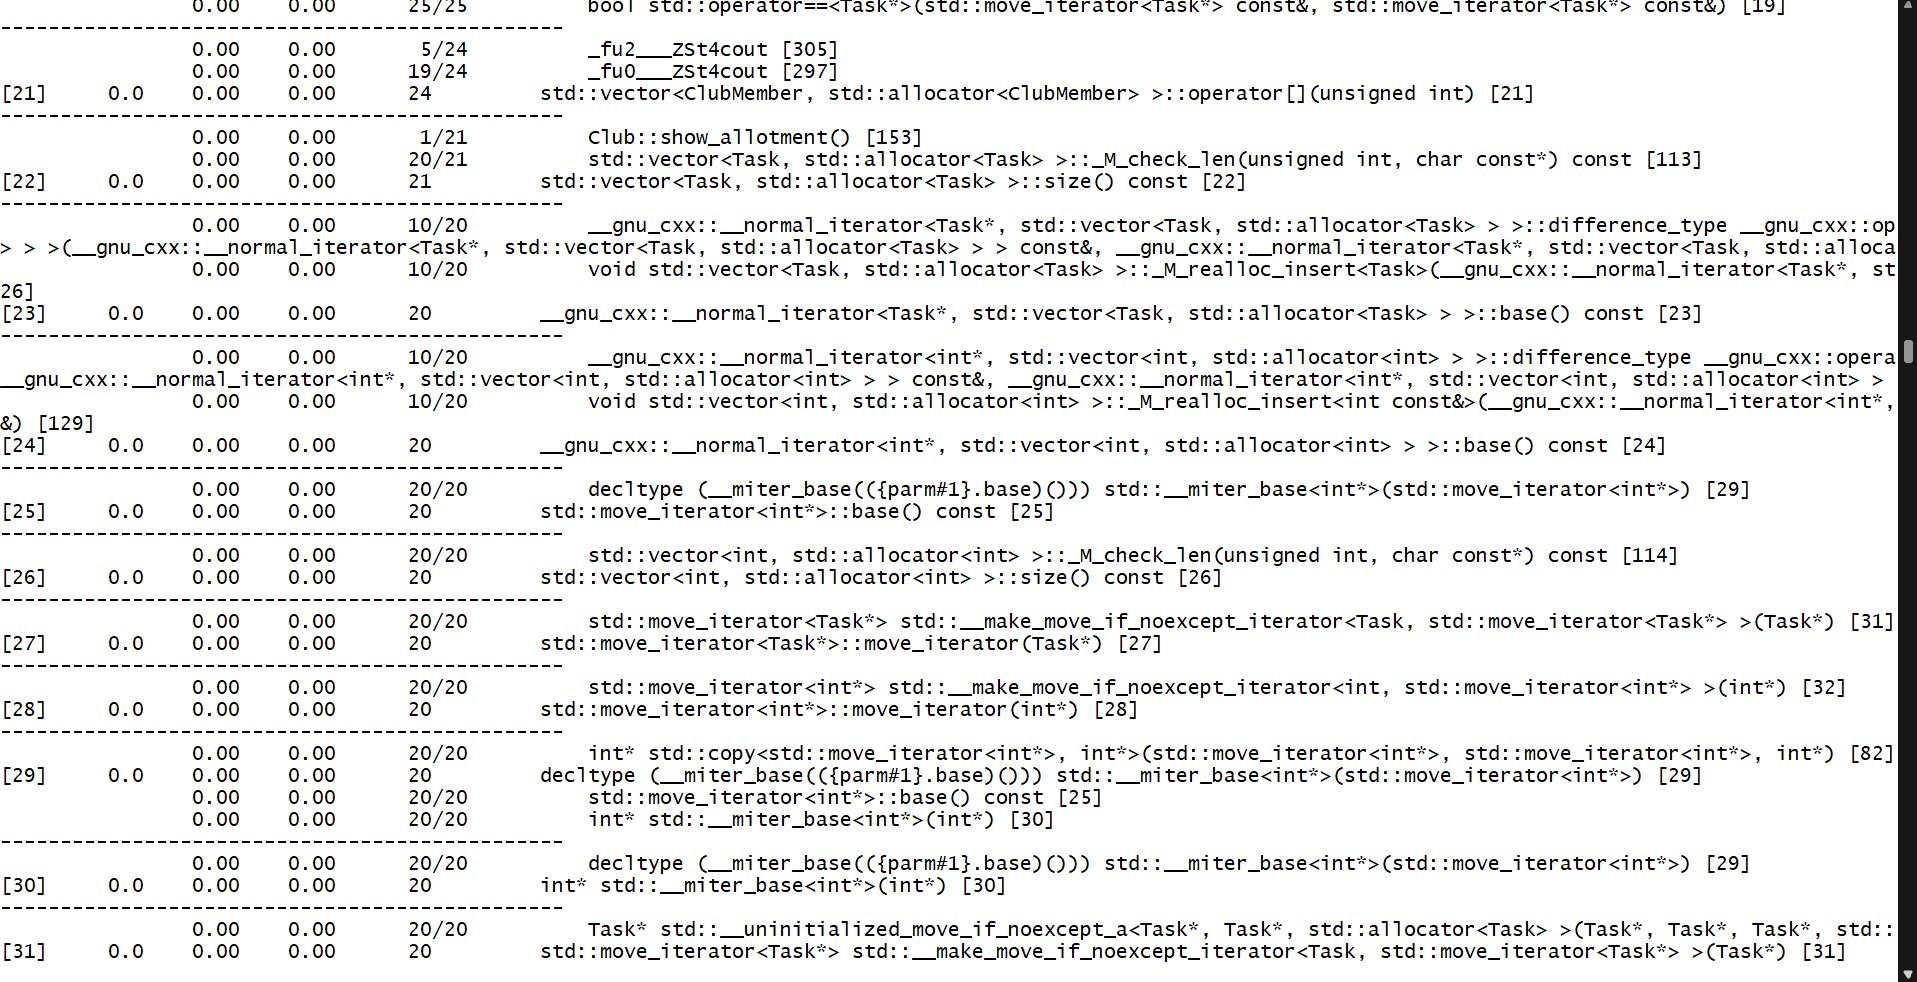 0.00 0.00 25/25 bool std::operator==<Task*>(std::move_iterator<Task*> const&, std::move_iterator<Task*> const&) [19]
-----------------------------------------------
0.00 0.00 5/24 _fu2___ZSt4cout [305]
0.00 0.00 19/24 _fu0___ZSt4cout [297]
[21] 0.0 0.00 0.00 24 std::vector<ClubMember, std::allocator<ClubMember> >::operator[](unsigned int) [21]
-----------------------------------------------
0.00 0.00 1/21 Club::show_allotment() [153]
0.00 0.00 20/21 std::vector<Task, std::allocator<Task> >::_M_check_len(unsigned int, char const*) const [113]
[22] 0.0 0.00 0.00 21 std::vector<Task, std::allocator<Task> >::size() const [22]
-----------------------------------------------
0.00 0.00 10/20 __gnu_cxx::__normal_iterator<Task*, std::vector<Task, std::allocator<Task> > >::difference_type __gnu_cxx::op
> > >(__gnu_cxx::__normal_iterator<Task*, std::vector<Task, std::allocator<Task> > > const&, __gnu_cxx::__normal_iterator<Task*, std::vector<Task, std::alloca
0.00 0.00 10/20 void std::vector<Task, std::allocator<Task> >::_M_realloc_insert<Task>(__gnu_cxx::__normal_iterator<Task*, st
26]
[23] 0.0 0.00 0.00 20 __gnu_cxx::__normal_iterator<Task*, std::vector<Task, std::allocator<Task> > >::base() const [23]
-----------------------------------------------
0.00 0.00 10/20 __gnu_cxx::__normal_iterator<int*, std::vector<int, std::allocator<int> > >::difference_type __gnu_cxx::opera
__gnu_cxx::__normal_iterator<int*, std::vector<int, std::allocator<int> > > const&, __gnu_cxx::__normal_iterator<int*, std::vector<int, std::allocator<int> >
0.00 0.00 10/20 void std::vector<int, std::allocator<int> >::_M_realloc_insert<int const&>(__gnu_cxx::__normal_iterator<int*,
&) [129]
[24] 0.0 0.00 0.00 20 __gnu_cxx::__normal_iterator<int*, std::vector<int, std::allocator<int> > >::base() const [24]
-----------------------------------------------
0.00 0.00 20/20 decltype (__miter_base(({parm#1}.base)())) std::__miter_base<int*>(std::move_iterator<int*>) [29]
[25] 0.0 0.00 0.00 20 std::move_iterator<int*>::base() const [25]
-----------------------------------------------
0.00 0.00 20/20 std::vector<int, std::allocator<int> >::_M_check_len(unsigned int, char const*) const [114]
[26] 0.0 0.00 0.00 20 std::vector<int, std::allocator<int> >::size() const [26]
-----------------------------------------------
0.00 0.00 20/20 std::move_iterator<Task*> std::__make_move_if_noexcept_iterator<Task, std::move_iterator<Task*> >(Task*) [31]
[27] 0.0 0.00 0.00 20 std::move_iterator<Task*>::move_iterator(Task*) [27]
-----------------------------------------------
0.00 0.00 20/20 std::move_iterator<int*> std::__make_move_if_noexcept_iterator<int, std::move_iterator<int*> >(int*) [32]
[28] 0.0 0.00 0.00 20 std::move_iterator<int*>::move_iterator(int*) [28]
-----------------------------------------------
0.00 0.00 20/20 int* std::copy<std::move_iterator<int*>, int*>(std::move_iterator<int*>, std::move_iterator<int*>, int*) [82]
[29] 0.0 0.00 0.00 20 decltype (__miter_base(({parm#1}.base)())) std::__miter_base<int*>(std::move_iterator<int*>) [29]
0.00 0.00 20/20 std::move_iterator<int*>::base() const [25]
0.00 0.00 20/20 int* std::__miter_base<int*>(int*) [30]
-----------------------------------------------
0.00 0.00 20/20 decltype (__miter_base(({parm#1}.base)())) std::__miter_base<int*>(std::move_iterator<int*>) [29]
[30] 0.0 0.00 0.00 20 int* std::__miter_base<int*>(int*) [30]
-----------------------------------------------
0.00 0.00 20/20 Task* std::__uninitialized_move_if_noexcept_a<Task*, Task*, std::allocator<Task> >(Task*, Task*, Task*, std::
[31] 0.0 0.00 0.00 20 std::move_iterator<Task*> std::__make_move_if_noexcept_iterator<Task, std::move_iterator<Task*> >(Task*) [31]